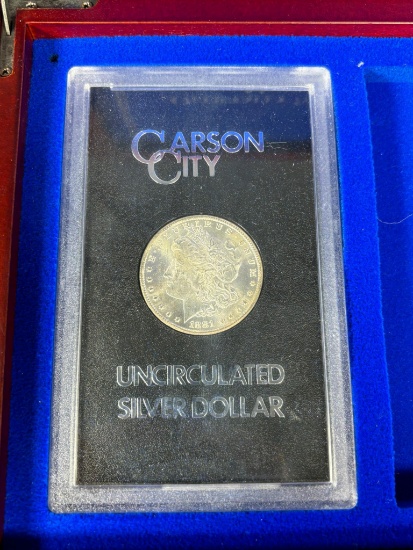 CARSON
CITY
UNCIRCULATED
SILVER DOLLAR